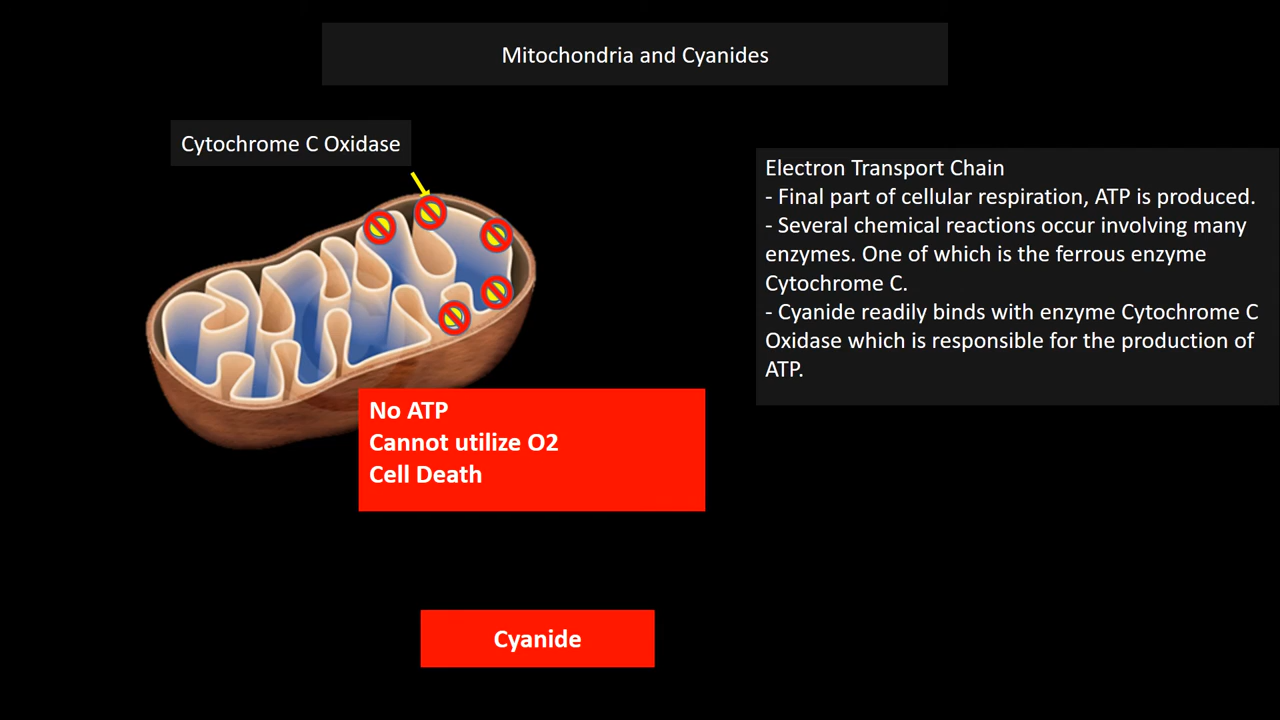 Mitochondria and Cyanides
Cytochrome C Oxidase
Electron Transport Chain
- Final part of cellular respiration, ATP is produced.
- Several chemical reactions occur involving many
enzymes. One of which is the ferrous enzyme
Cytochrome C.
- Cyanide readily binds with enzyme Cytochrome C
Oxidase which is responsible for the production of
ATP.
No ATP
Cannot utilize O2
Cell Death
Cyanide